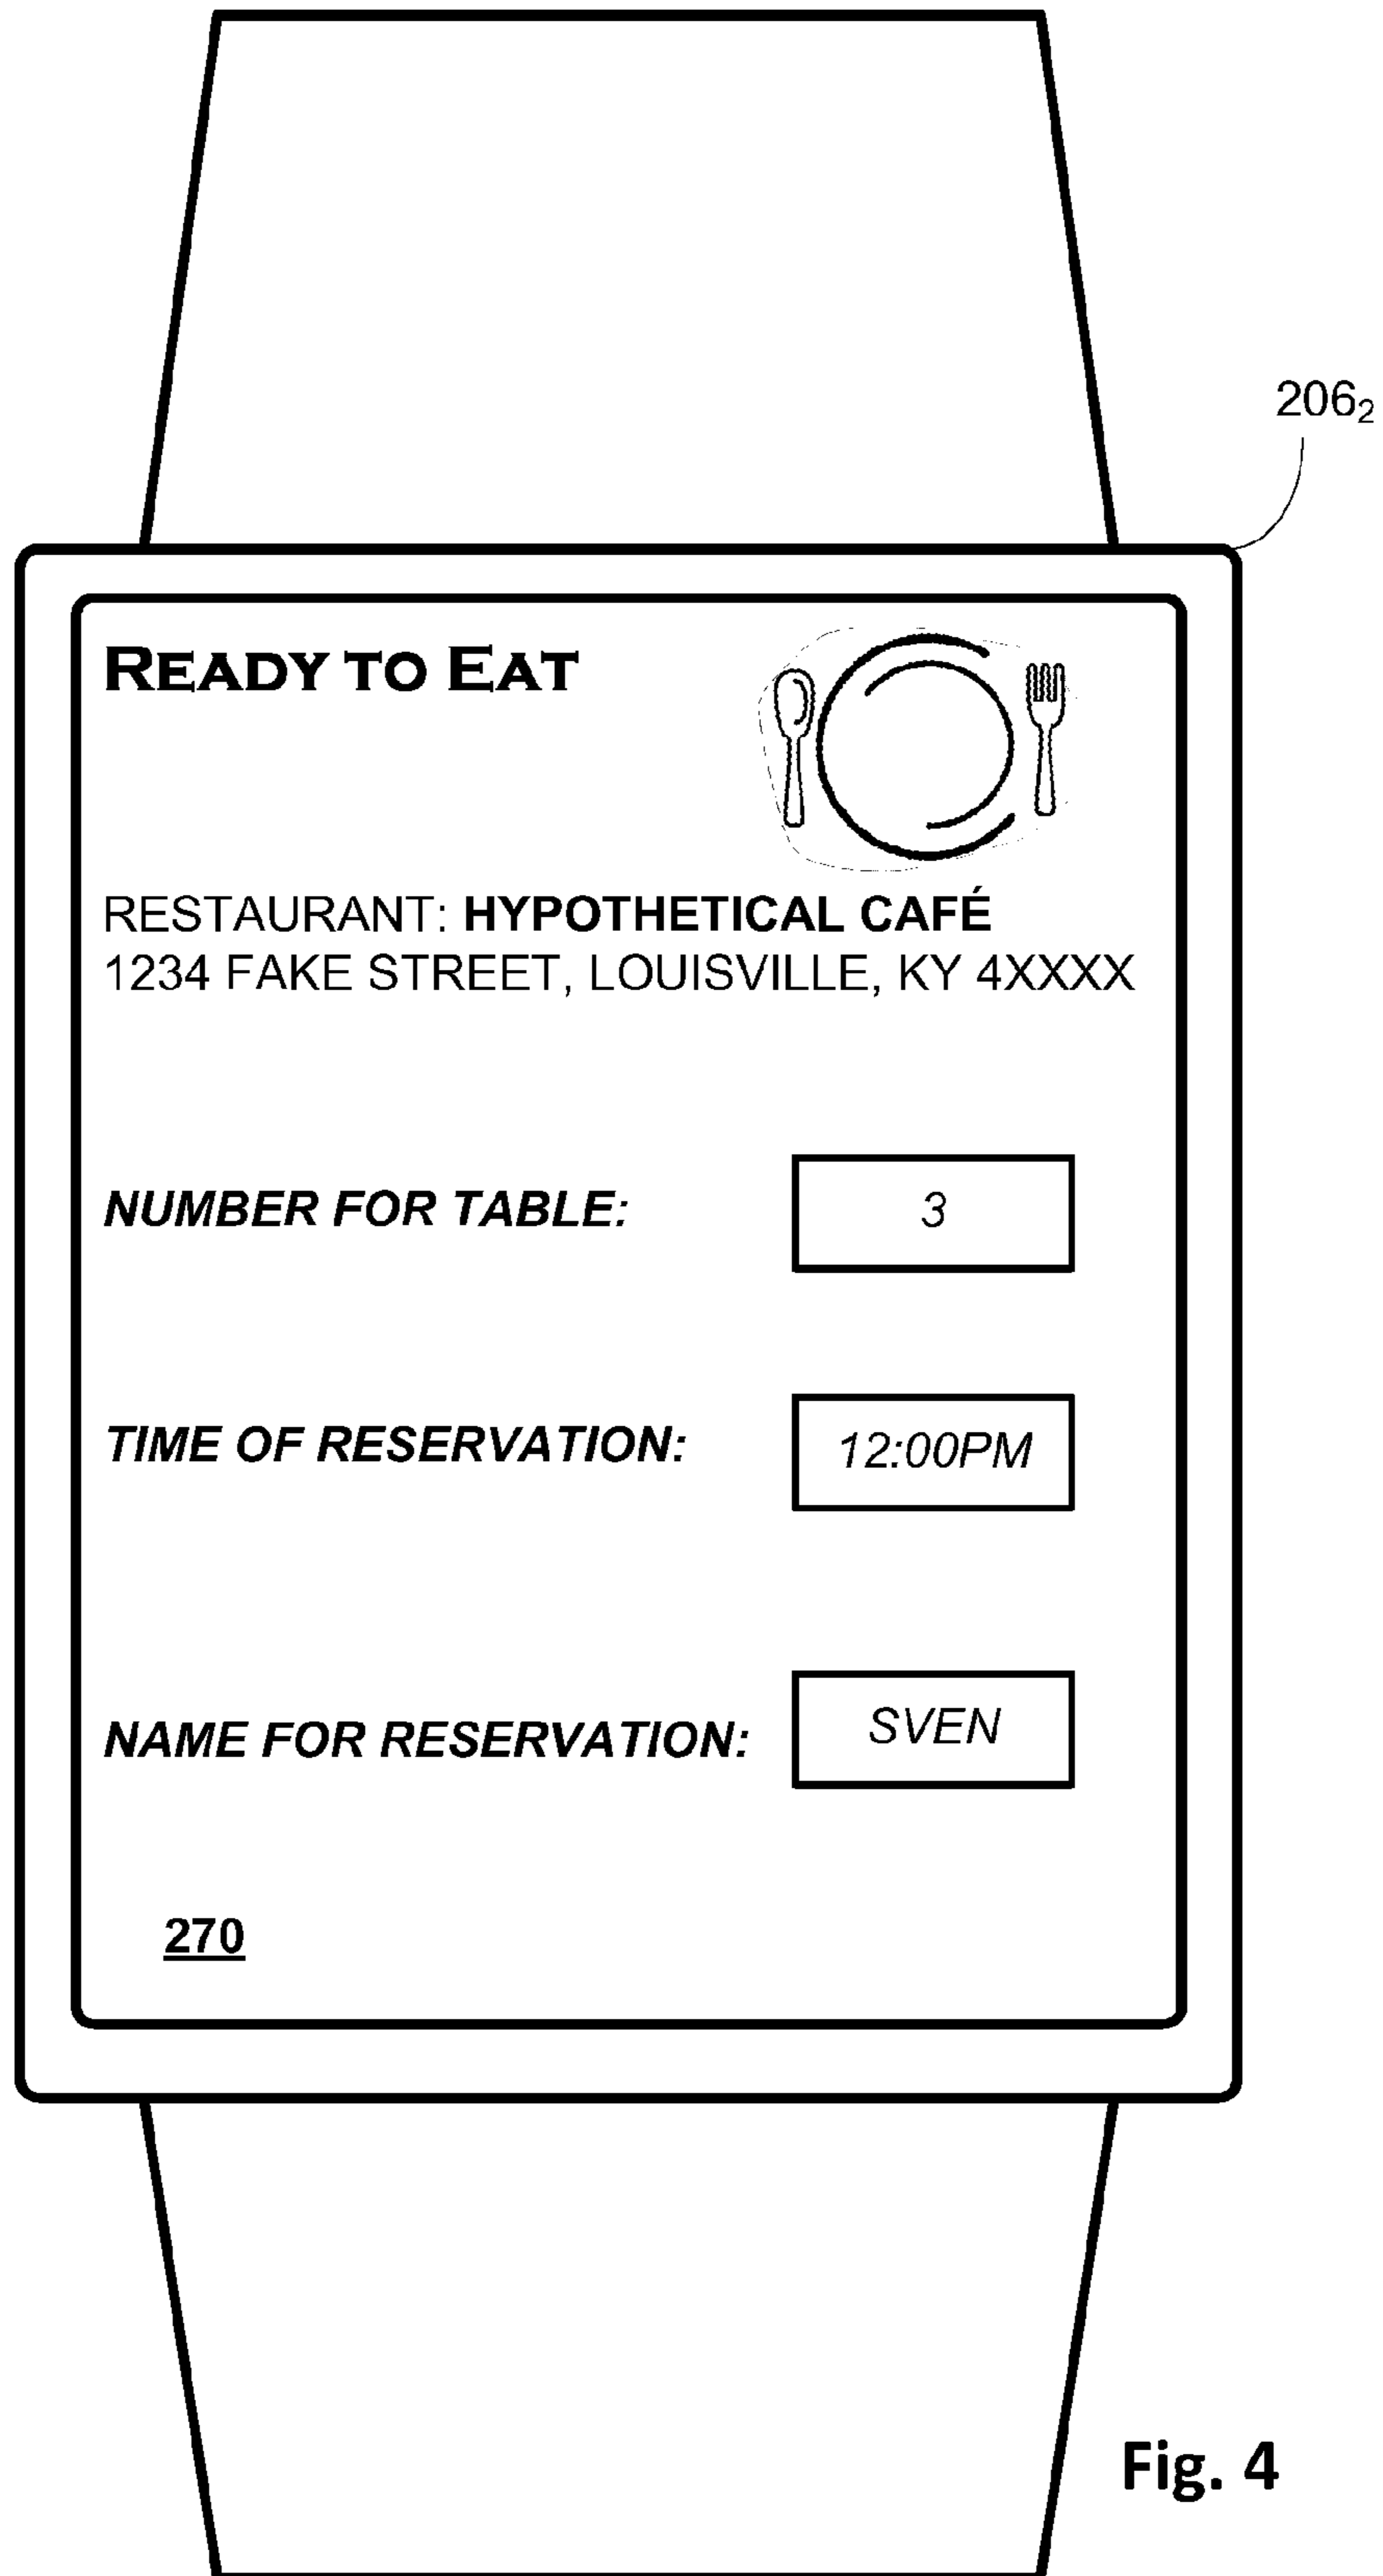 206₂
READY TO EAT
RESTAURANT: HYPOTHETICAL CAFÉ
1234 FAKE STREET, LOUISVILLE, KY 4XXXX
NUMBER FOR TABLE: 3
TIME OF RESERVATION: 12:00PM
NAME FOR RESERVATION: SVEN
270
Fig. 4